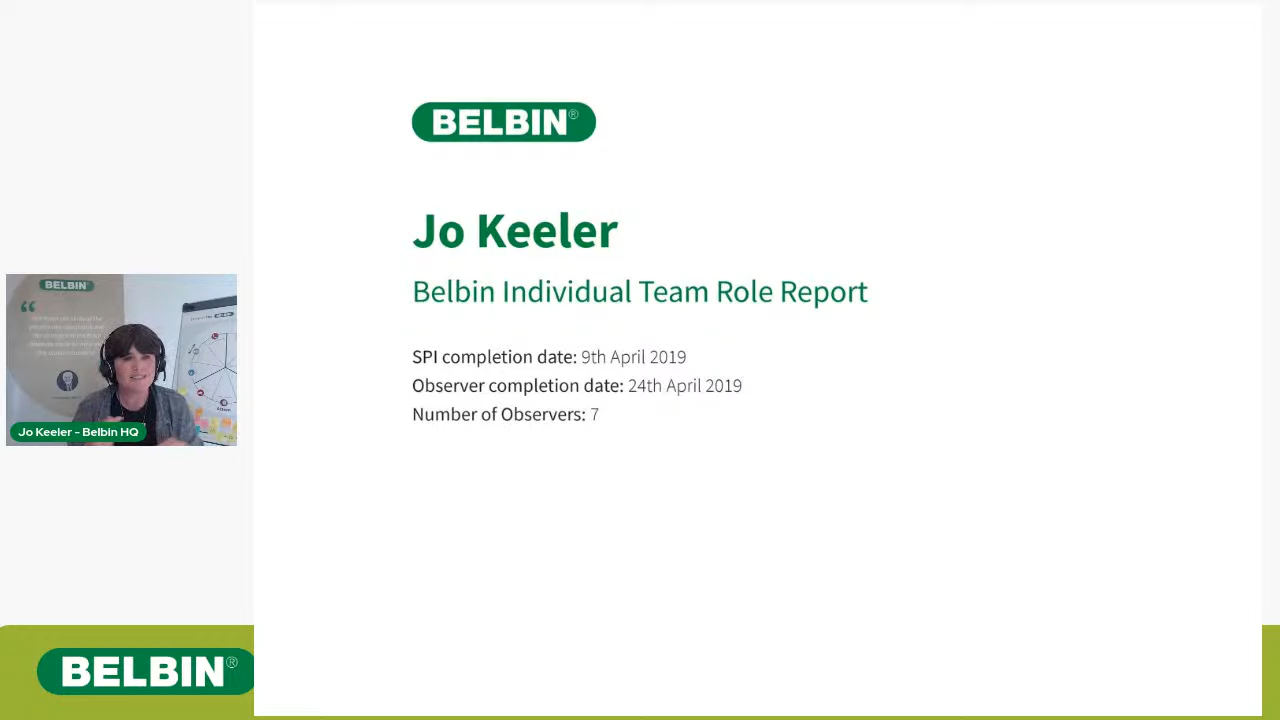 BELBIN®
Jo Keeler
Belbin Individual Team Role Report
SPI completion date: 9th April 2019
Observer completion date: 24th April 2019
Number of Observers: 7
BELBIN
“
Jo Keeler - Belbin HQ
BELBIN®